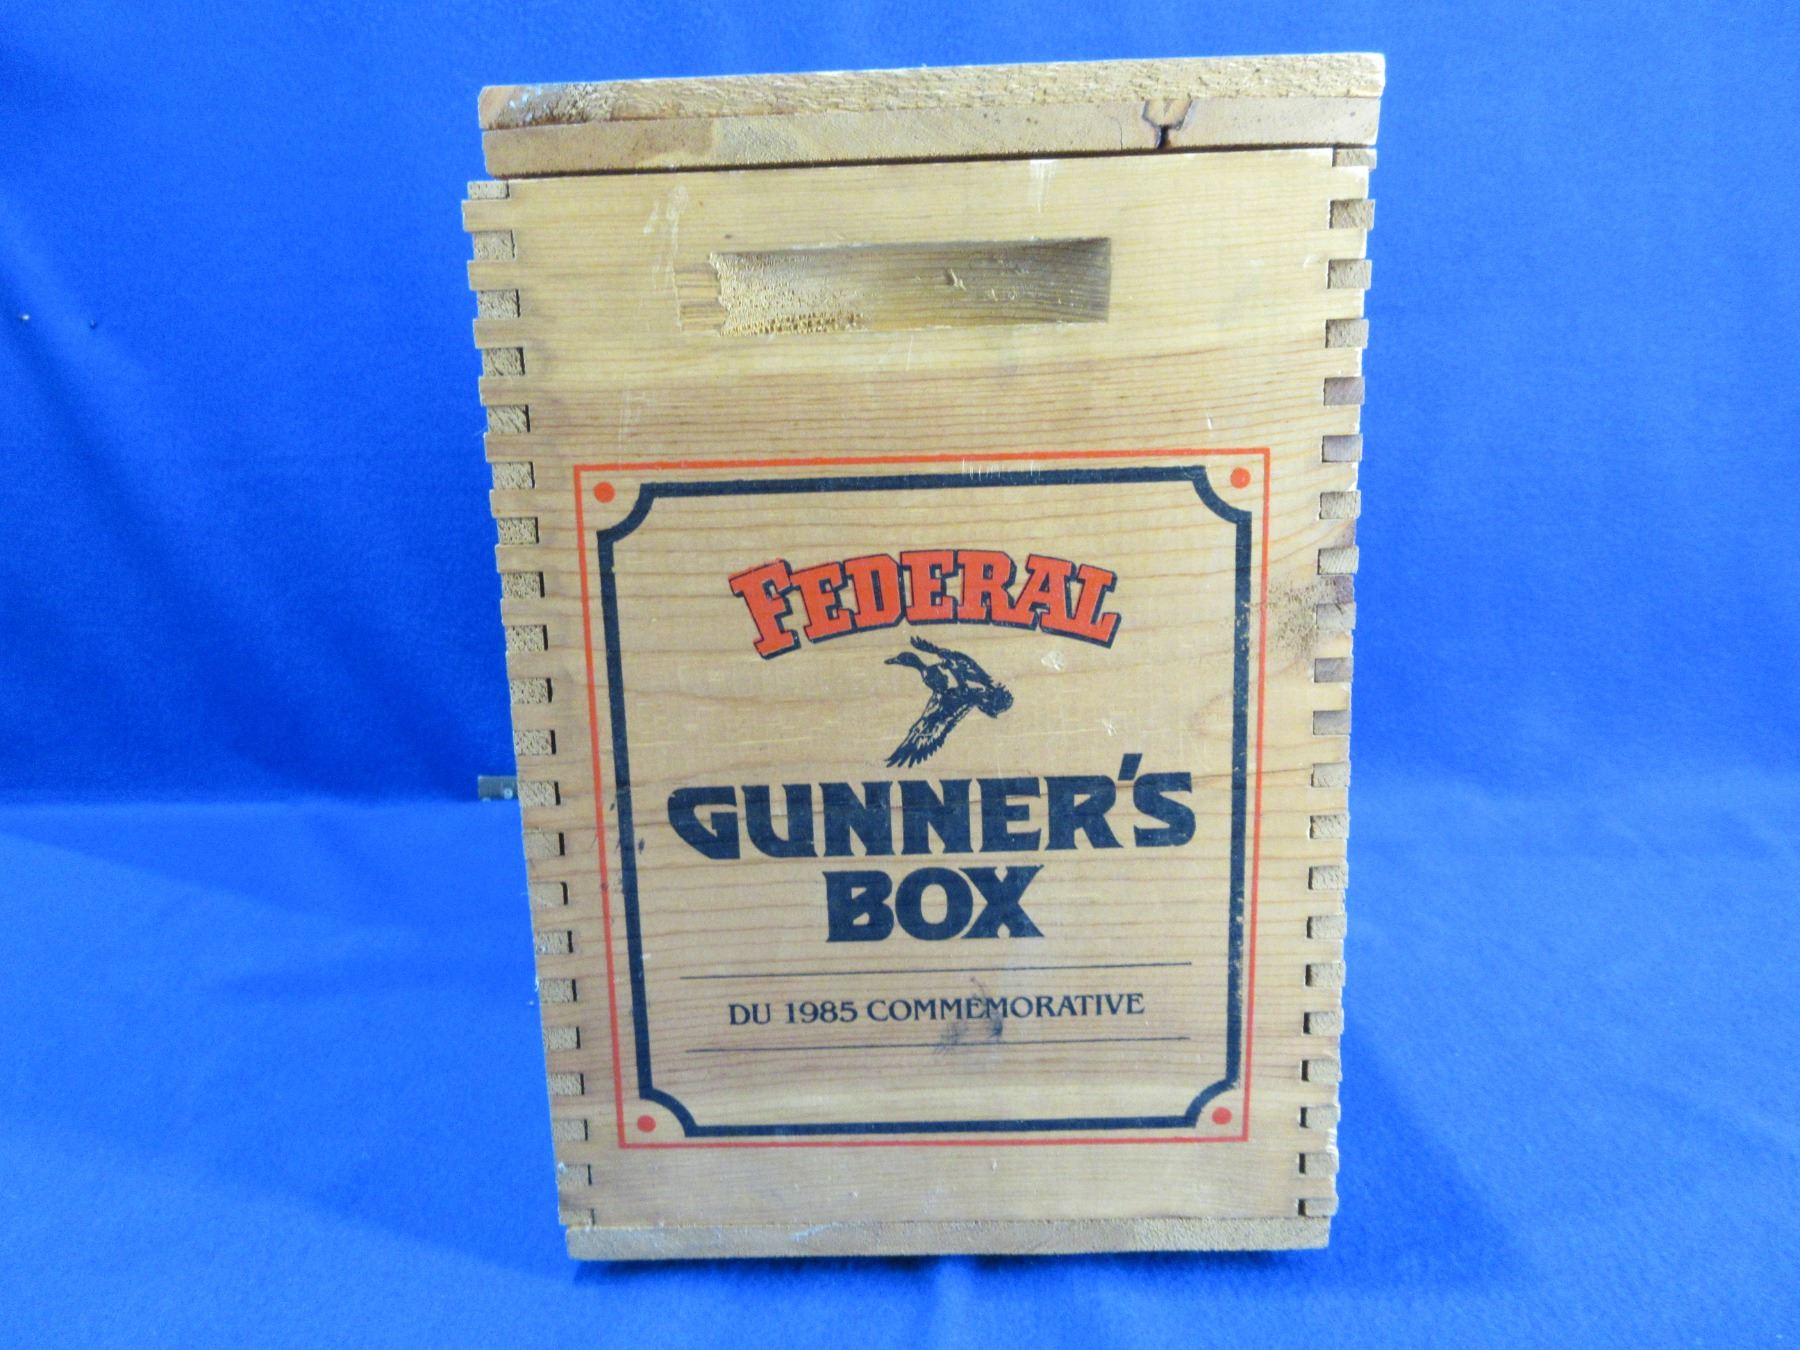 FEDERAL
GUNNER'S
BOX
DU 1985 COMMEMORATIVE